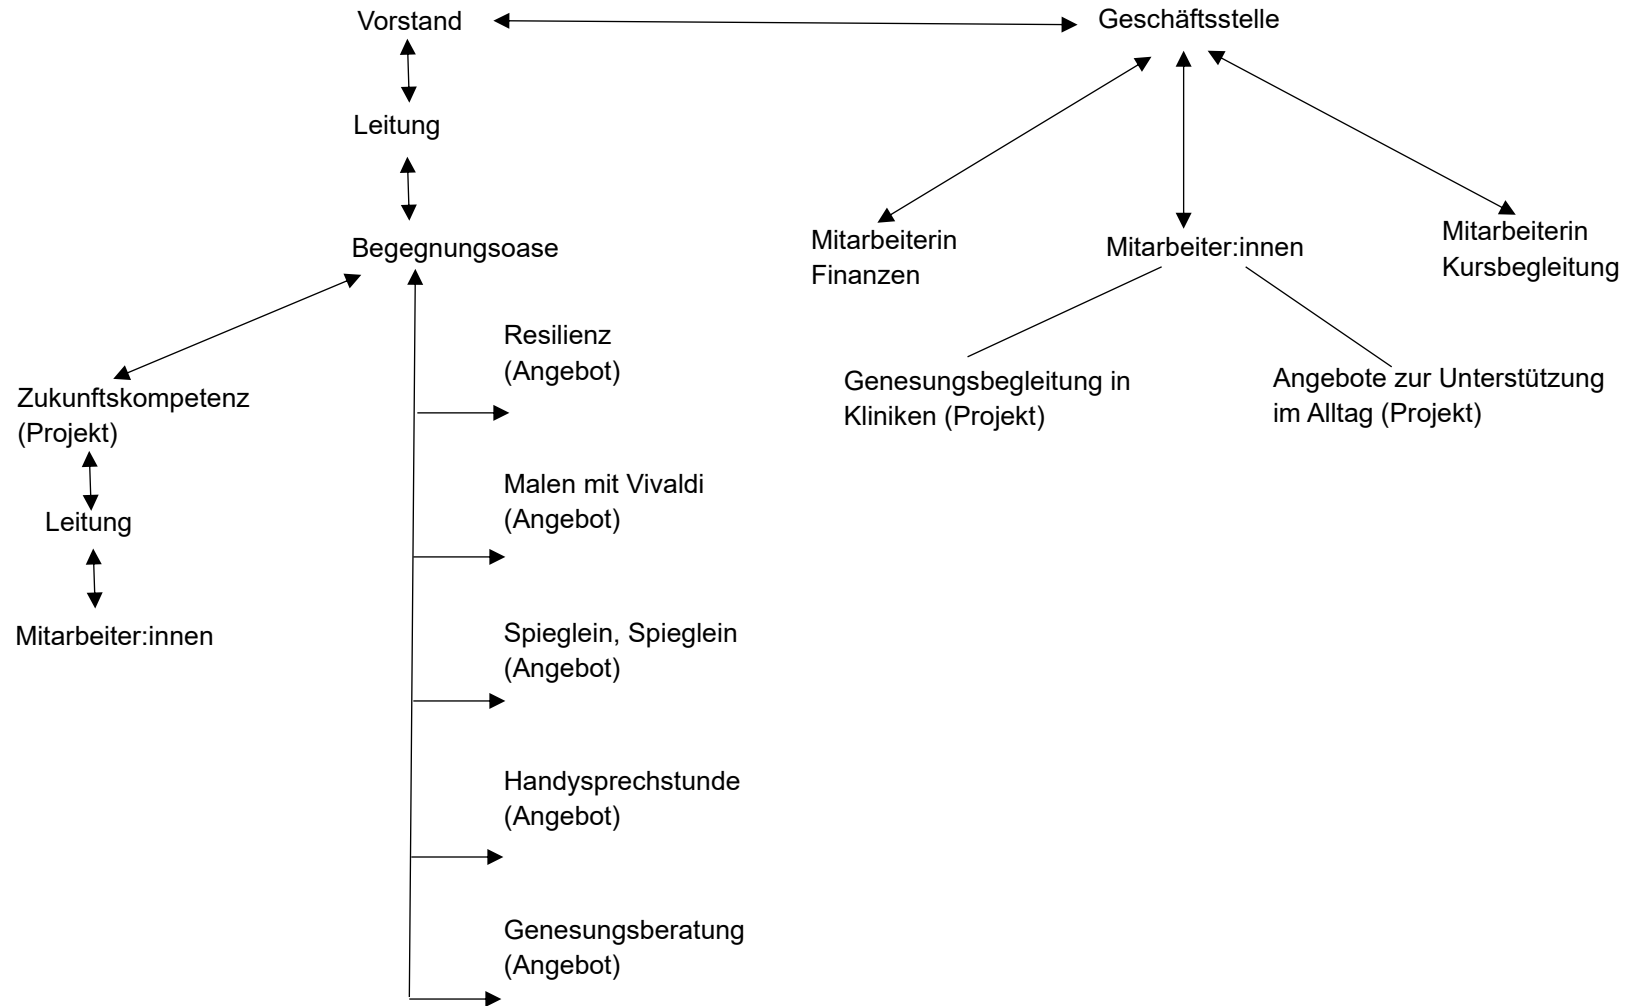 Vorstand
Geschäftsstelle
Leitung
Begegnungsoase
Mitarbeiterin
Finanzen
Mitarbeiter:innen
Mitarbeiterin
Kursbegleitung
Resilienz
(Angebot)
Zukunftskompetenz
(Projekt)
Genesungsbegleitung in
Kliniken (Projekt)
Angebote zur Unterstützung
im Alltag (Projekt)
Leitung
Mitarbeiter:innen
Malen mit Vivaldi
(Angebot)
Spieglein, Spieglein
(Angebot)
Handysprechstunde
(Angebot)
Genesungsberatung
(Angebot)